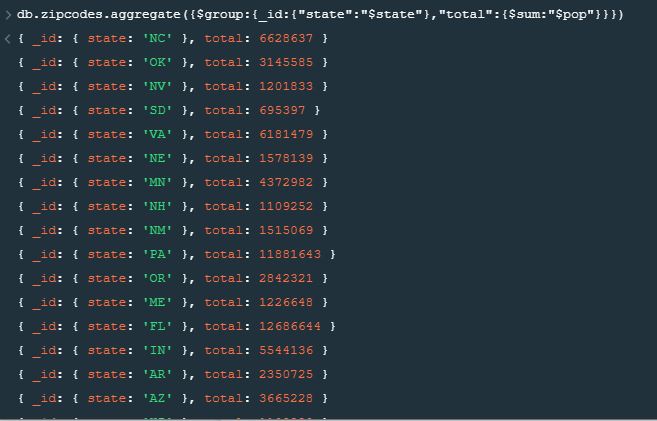 > db.zipcodes.aggregate({$group:{_id:{"state":"$state"},"total":{$sum:"$pop"}}})
< { _id: { state: 'NC' }, total: 6628637 }
{ _id: { state: 'OK' }, total: 3145585 }
{ _id: { state: 'NV' }, total: 1201833 }
{ _id: { state: 'SD' }, total: 695397 }
{ _id: { state: 'VA' }, total: 6181479 }
{ _id: { state: 'NE' }, total: 1578139 }
{ _id: { state: 'MN' }, total: 4372982 }
{ _id: { state: 'NH' }, total: 1109252 }
{ _id: { state: 'NM' }, total: 1515069 }
{ _id: { state: 'PA' }, total: 11881643 }
{ _id: { state: 'OR' }, total: 2842321 }
{ _id: { state: 'ME' }, total: 1226648 }
{ _id: { state: 'FL' }, total: 12686644 }
{ _id: { state: 'IN' }, total: 5544136 }
{ _id: { state: 'AR' }, total: 2350725 }
{ _id: { state: 'AZ' }, total: 3665228 }